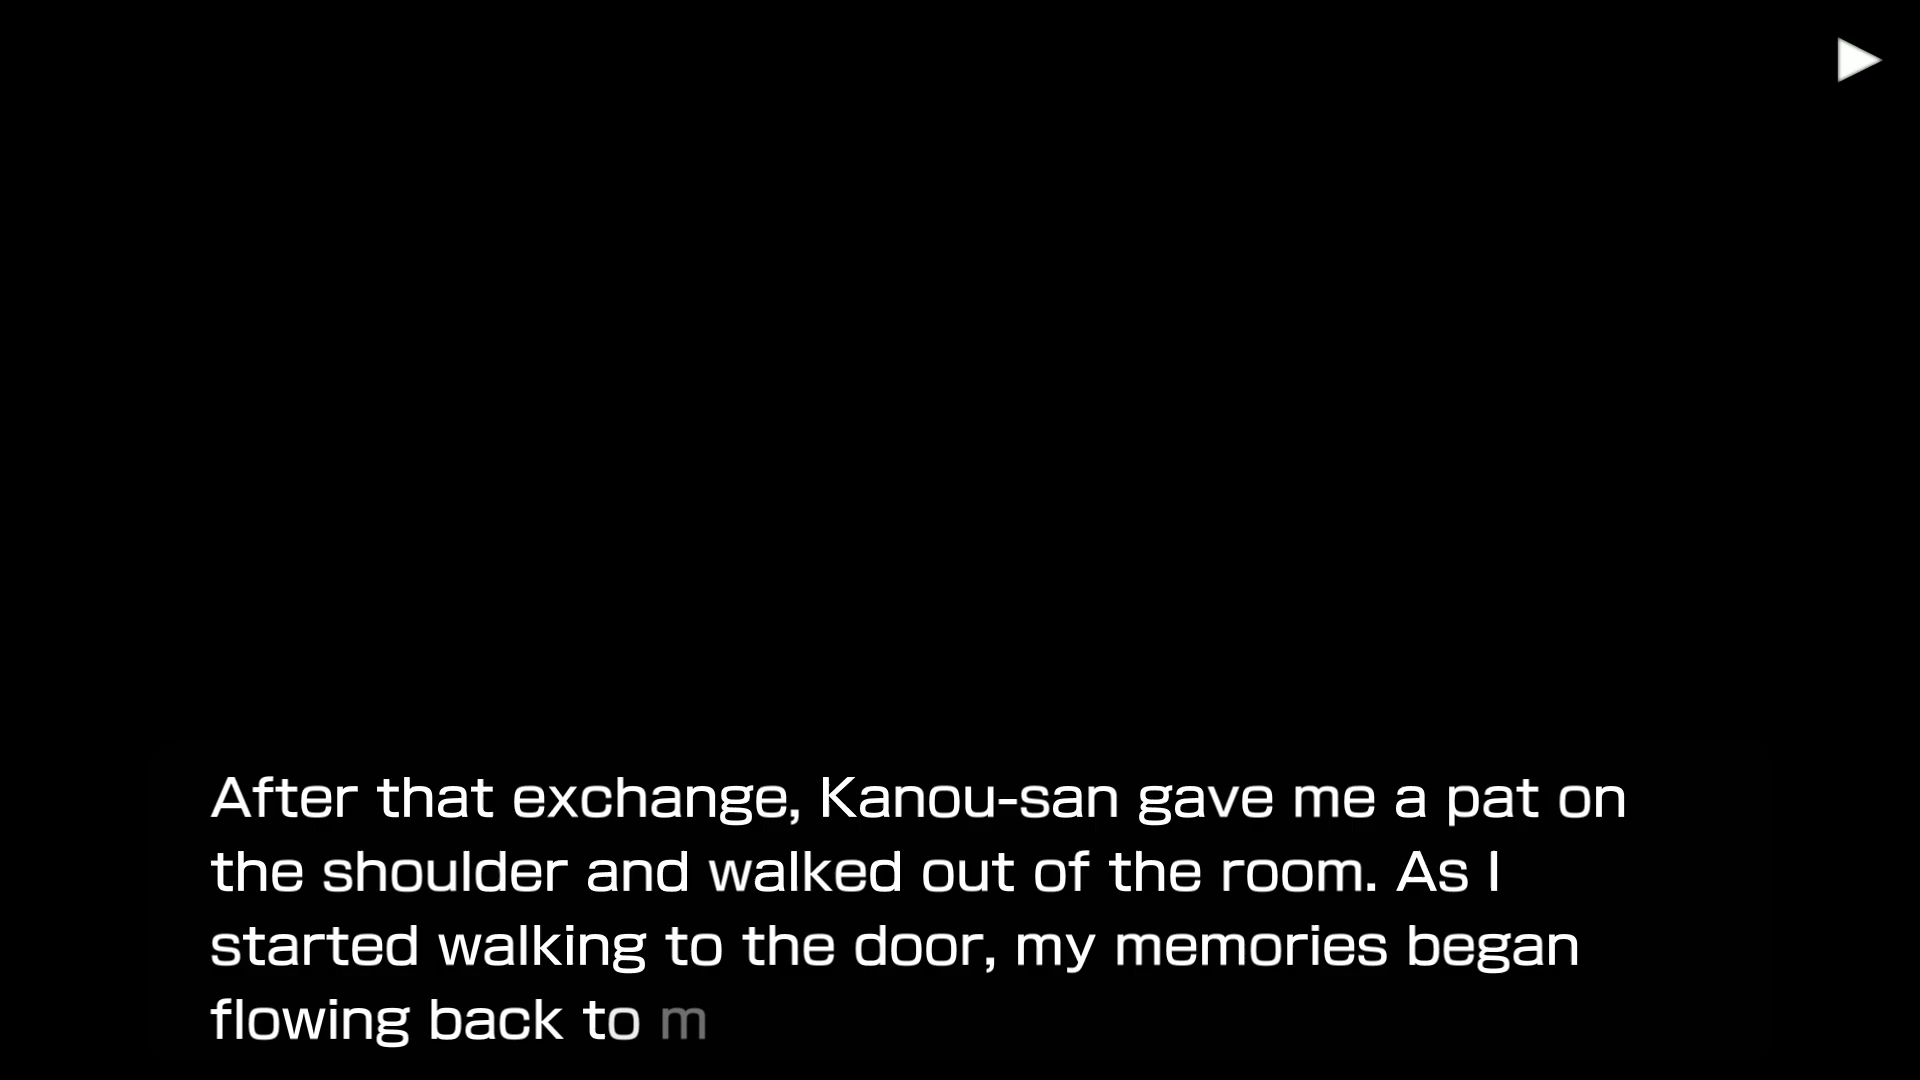 After that exchange, Kanou-san gave me a pat on
the shoulder and walked out of the room. As I
started walking to the door, my memories began
flowing back to m